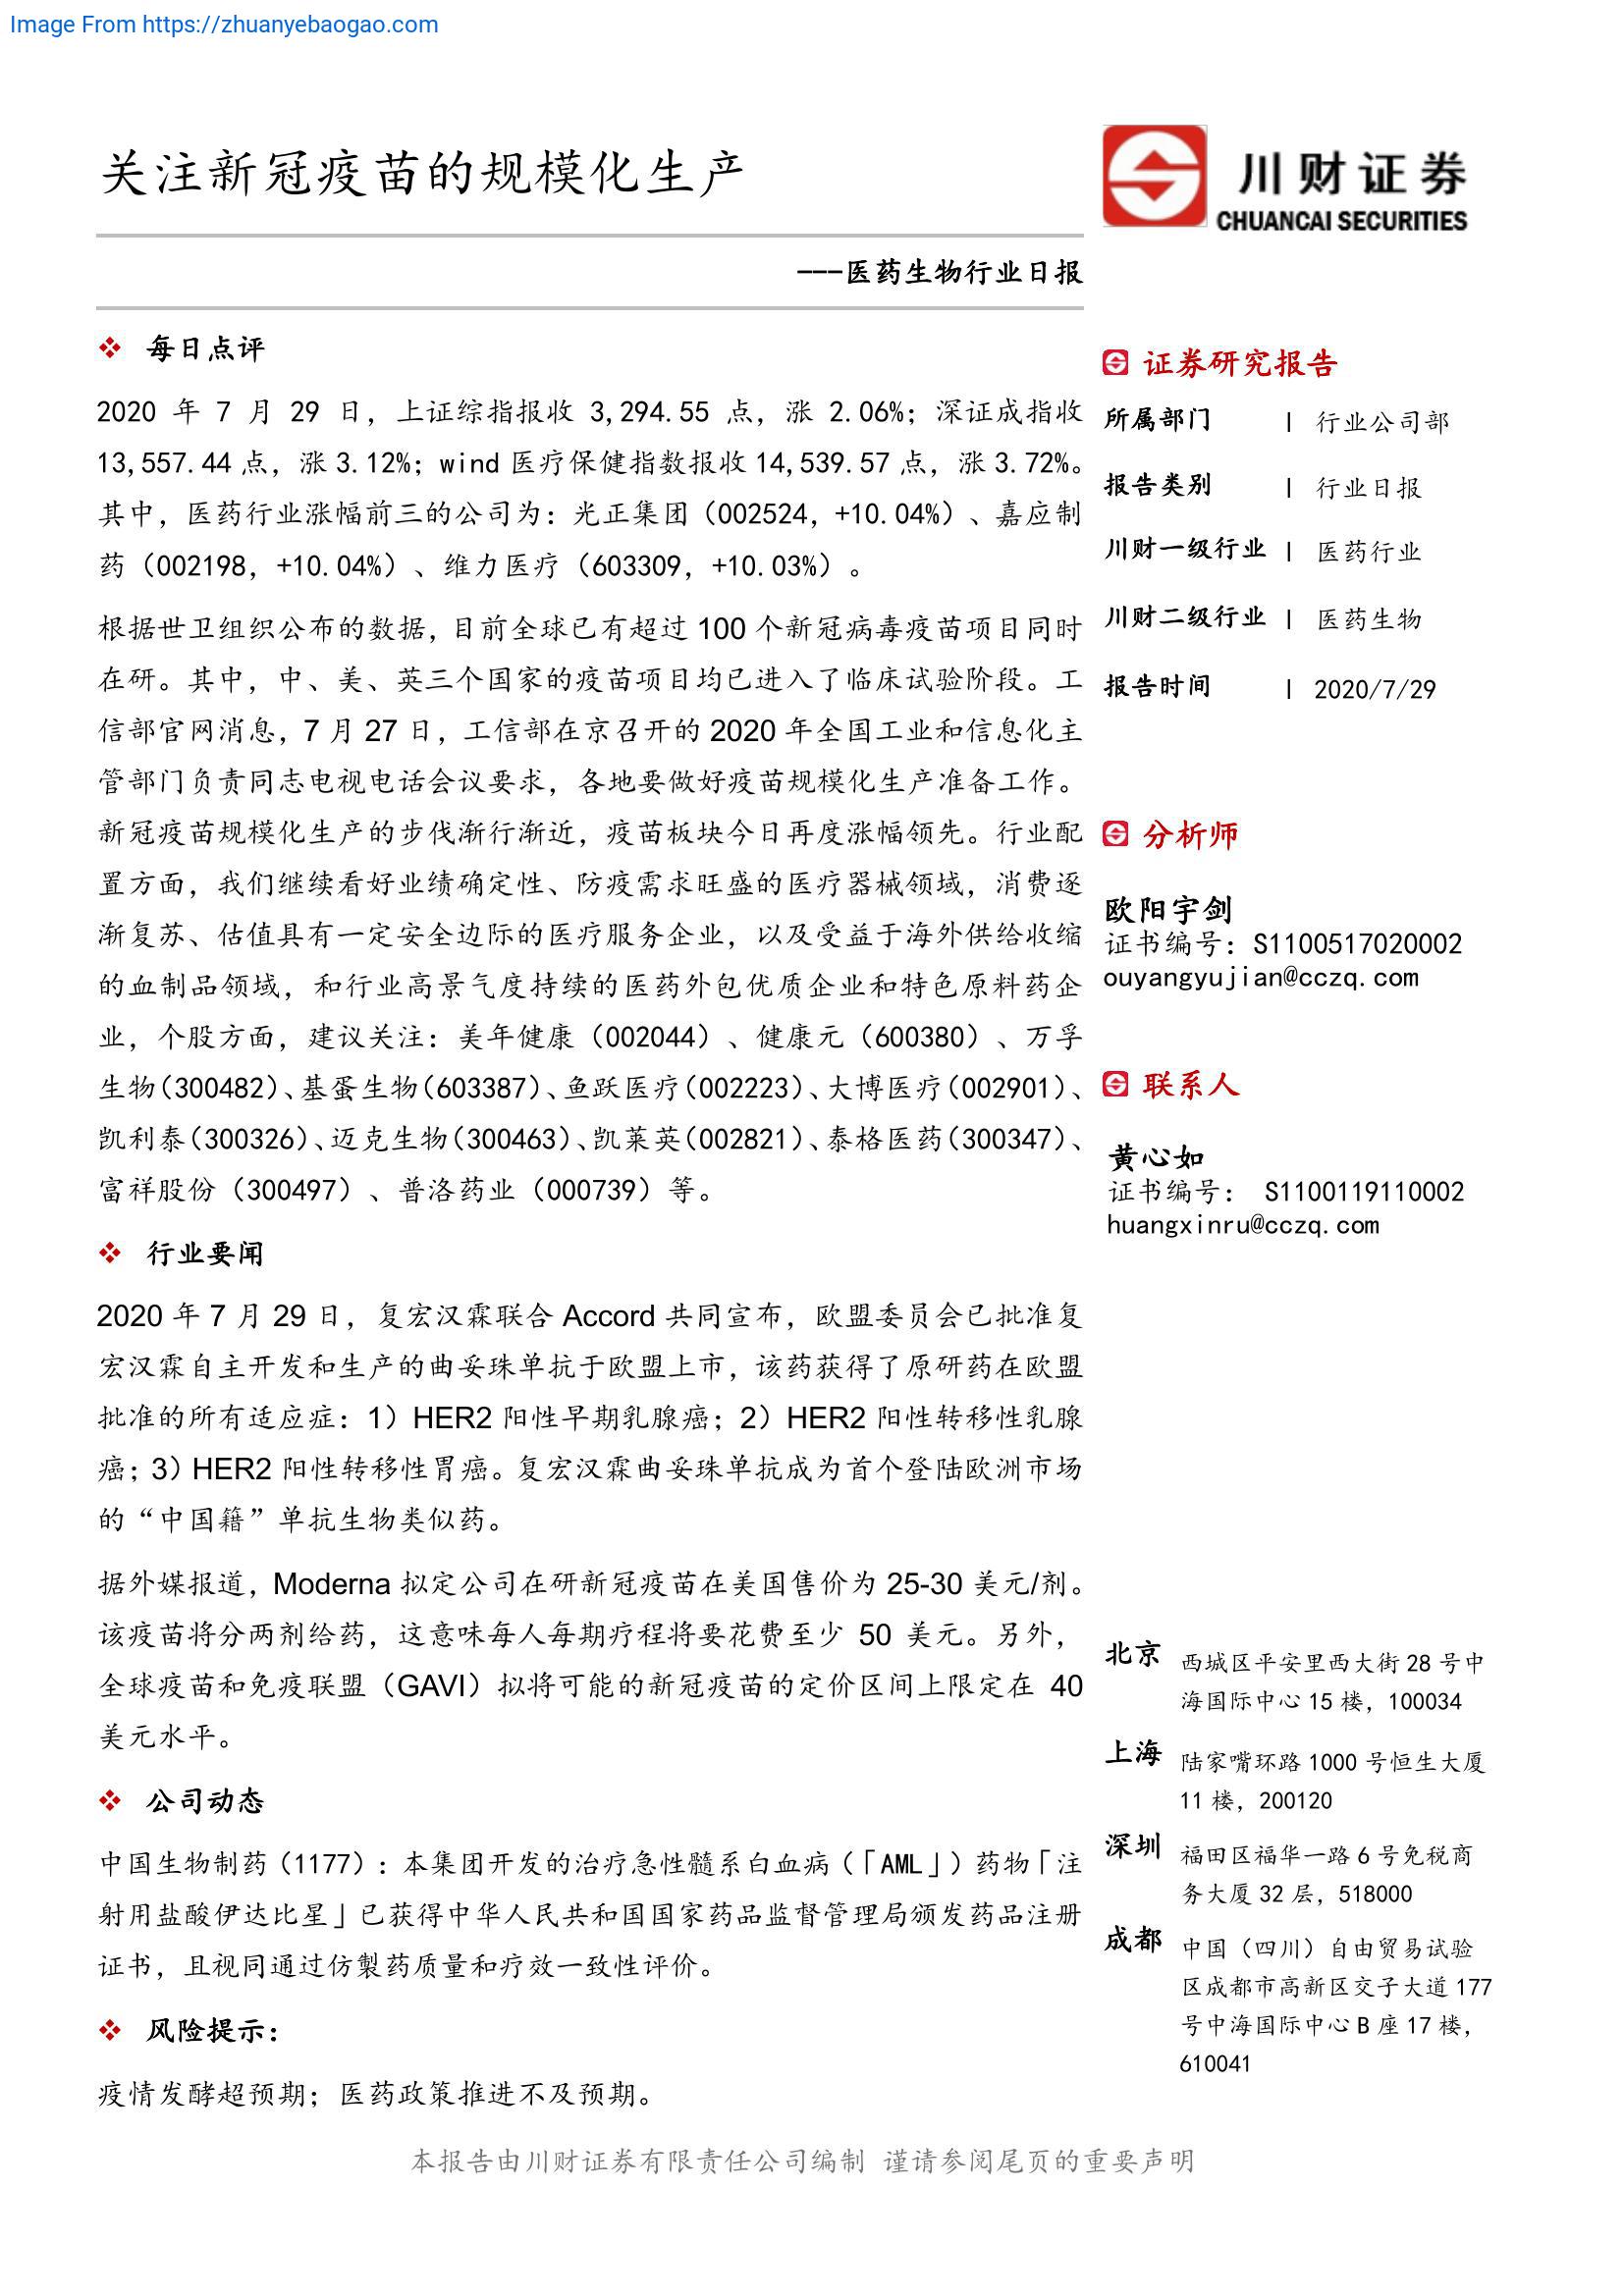 Image From https://zhuanyebaogao.com
关注新冠疫苗的规模化生产
川财证券
CHUANCAI SECURITIES
---医药生物行业日报
❖ 每日点评
2020 年 7 月 29 日，上证综指报收 3,294.55 点，涨 2.06%；深证成指收
13,557.44 点，涨 3.12%；wind 医疗保健指数报收 14,539.57 点，涨 3.72%。
其中，医药行业涨幅前三的公司为：光正集团（002524，+10.04%）、嘉应制
药（002198，+10.04%）、维力医疗（603309，+10.03%）。
根据世卫组织公布的数据，目前全球已有超过 100 个新冠病毒疫苗项目同时
在研。其中，中、美、英三个国家的疫苗项目均已进入了临床试验阶段。工
信部官网消息，7 月 27 日，工信部在京召开的 2020 年全国工业和信息化主
管部门负责同志电视电话会议要求，各地要做好疫苗规模化生产准备工作。
新冠疫苗规模化生产的步伐渐行渐近，疫苗板块今日再度涨幅领先。行业配
置方面，我们继续看好业绩确定性、防疫需求旺盛的医疗器械领域，消费逐
渐复苏、估值具有一定安全边际的医疗服务企业，以及受益于海外供给收缩
的血制品领域，和行业高景气度持续的医药外包优质企业和特色原料药企
业，个股方面，建议关注：美年健康（002044）、健康元（600380）、万孚
生物（300482）、基蛋生物（603387）、鱼跃医疗（002223）、大博医疗（002901）、
凯利泰（300326）、迈克生物（300463）、凯莱英（002821）、泰格医药（300347）、
富祥股份（300497）、普洛药业（000739）等。
❖ 行业要闻
2020 年 7 月 29 日，复宏汉霖联合 Accord 共同宣布，欧盟委员会已批准复
宏汉霖自主开发和生产的曲妥珠单抗于欧盟上市，该药获得了原研药在欧盟
批准的所有适应症：1）HER2 阳性早期乳腺癌；2）HER2 阳性转移性乳腺
癌；3）HER2 阳性转移性胃癌。复宏汉霖曲妥珠单抗成为首个登陆欧洲市场
的“中国籍”单抗生物类似药。
据外媒报道，Moderna 拟定公司在研新冠疫苗在美国售价为 25-30 美元/剂。
该疫苗将分两剂给药，这意味每人每期疗程将要花费至少 50 美元。另外，
全球疫苗和免疫联盟（GAVI）拟将可能的新冠疫苗的定价区间上限定在 40
美元水平。
❖ 公司动态
中国生物制药（1177）：本集团开发的治疗急性髓系白血病（「AML」）药物「注
射用盐酸伊达比星」已获得中华人民共和国国家药品监督管理局颁发药品注册
证书，且视同通过仿製药质量和疗效一致性评价。
❖ 风险提示：
疫情发酵超预期；医药政策推进不及预期。
证券研究报告
所属部门 | 行业公司部
报告类别 | 行业日报
川财一级行业 | 医药行业
川财二级行业 | 医药生物
报告时间 | 2020/7/29
分析师
欧阳宇剑
证书编号：S1100517020002
ouyangyujian@cczq.com
联系人
黄心如
证书编号： S1100119110002
huangxinru@cczq.com
北京 西城区平安里西大街 28 号中
海国际中心 15 楼，100034
上海 陆家嘴环路 1000 号恒生大厦
11 楼，200120
深圳 福田区福华一路 6 号免税商
务大厦 32 层，518000
成都 中国（四川）自由贸易试验
区成都市高新区交子大道 177
号中海国际中心 B 座 17 楼，
610041
本报告由川财证券有限责任公司编制 谨请参阅尾页的重要声明